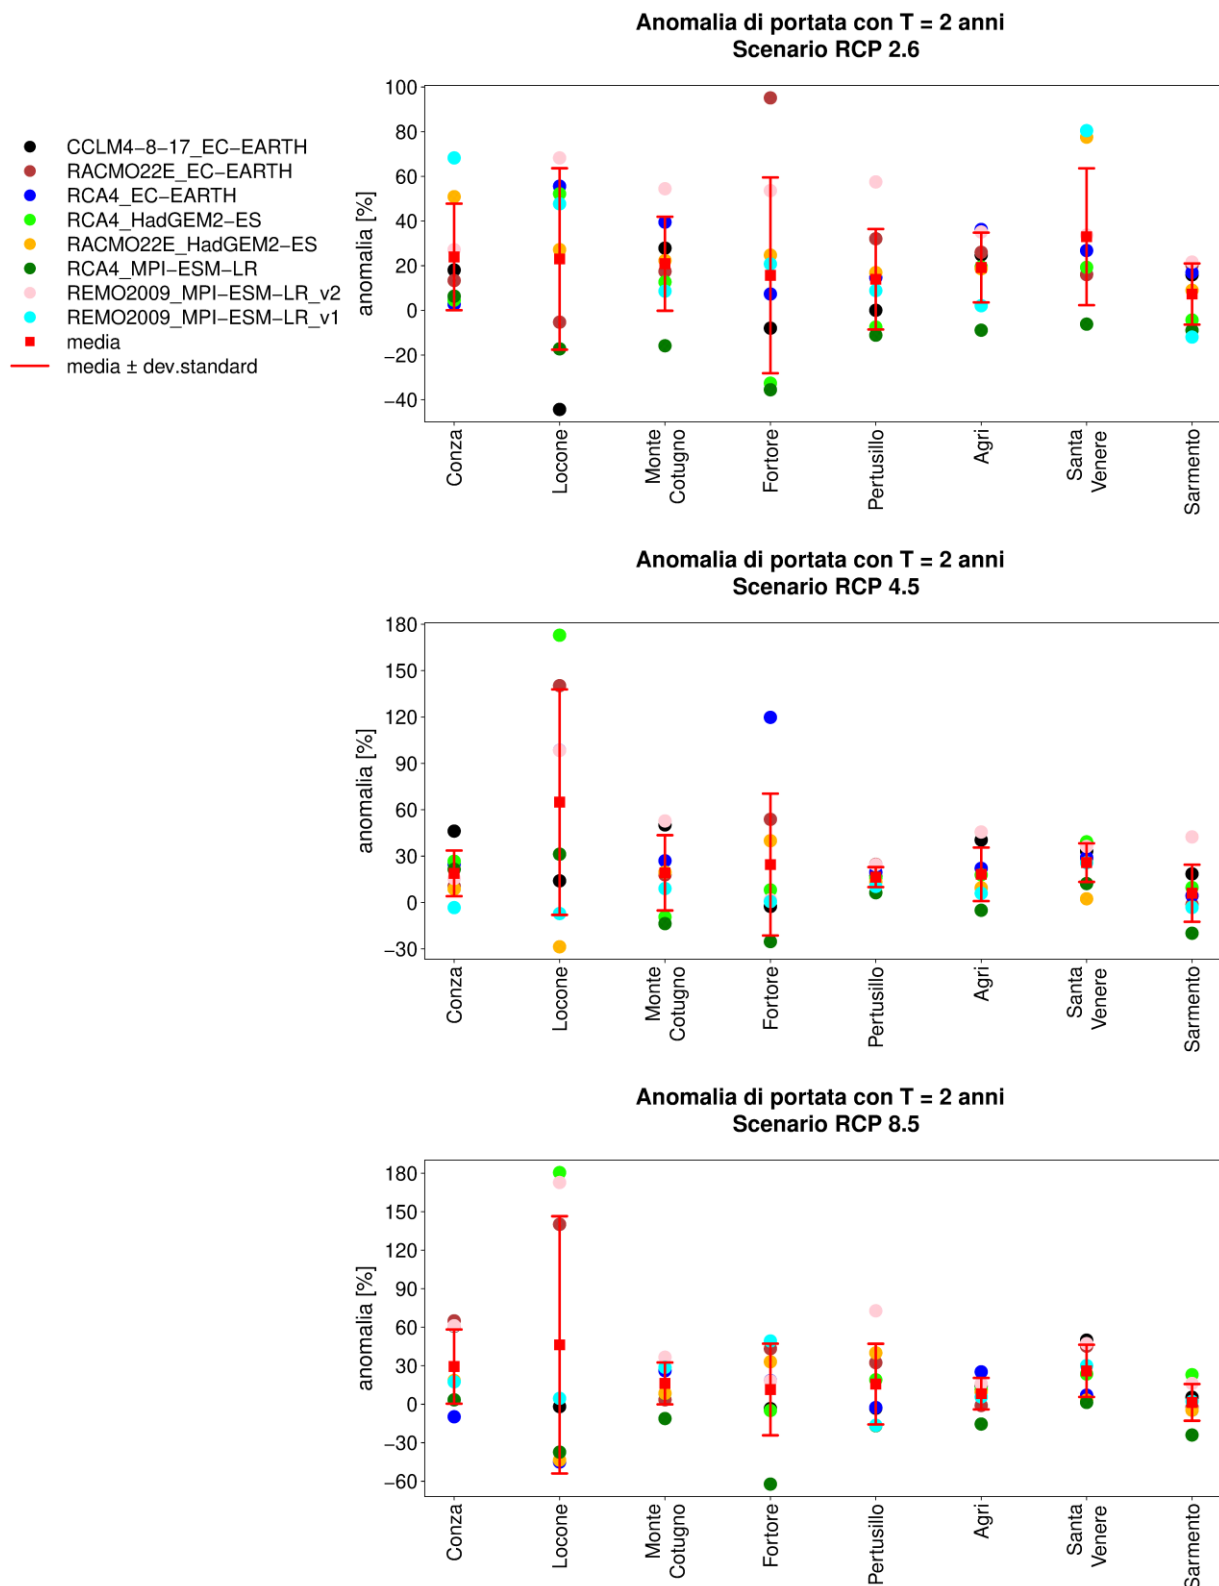 Anomalia di portata con T = 2 anni
Scenario RCP 2.6
CCLM4−8−17_EC−EARTH
RACMO22E_EC−EARTH
RCA4_EC−EARTH
RCA4_HadGEM2−ES
RACMO22E_HadGEM2−ES
RCA4_MPI−ESM−LR
REMO2009_MPI−ESM−LR_v2
REMO2009_MPI−ESM−LR_v1
media
media ± dev.standard
anomalia [%]
100
80
60
40
20
0
−20
−40
Conza
Locone
Monte
Cotugno
Fortore
Pertusillo
Agri
Santa
Venere
Sarmento
Anomalia di portata con T = 2 anni
Scenario RCP 4.5
anomalia [%]
180
150
120
90
60
30
0
−30
Conza
Locone
Monte
Cotugno
Fortore
Pertusillo
Agri
Santa
Venere
Sarmento
Anomalia di portata con T = 2 anni
Scenario RCP 8.5
anomalia [%]
180
150
120
90
60
30
0
−30
−60
Conza
Locone
Monte
Cotugno
Fortore
Pertusillo
Agri
Santa
Venere
Sarmento